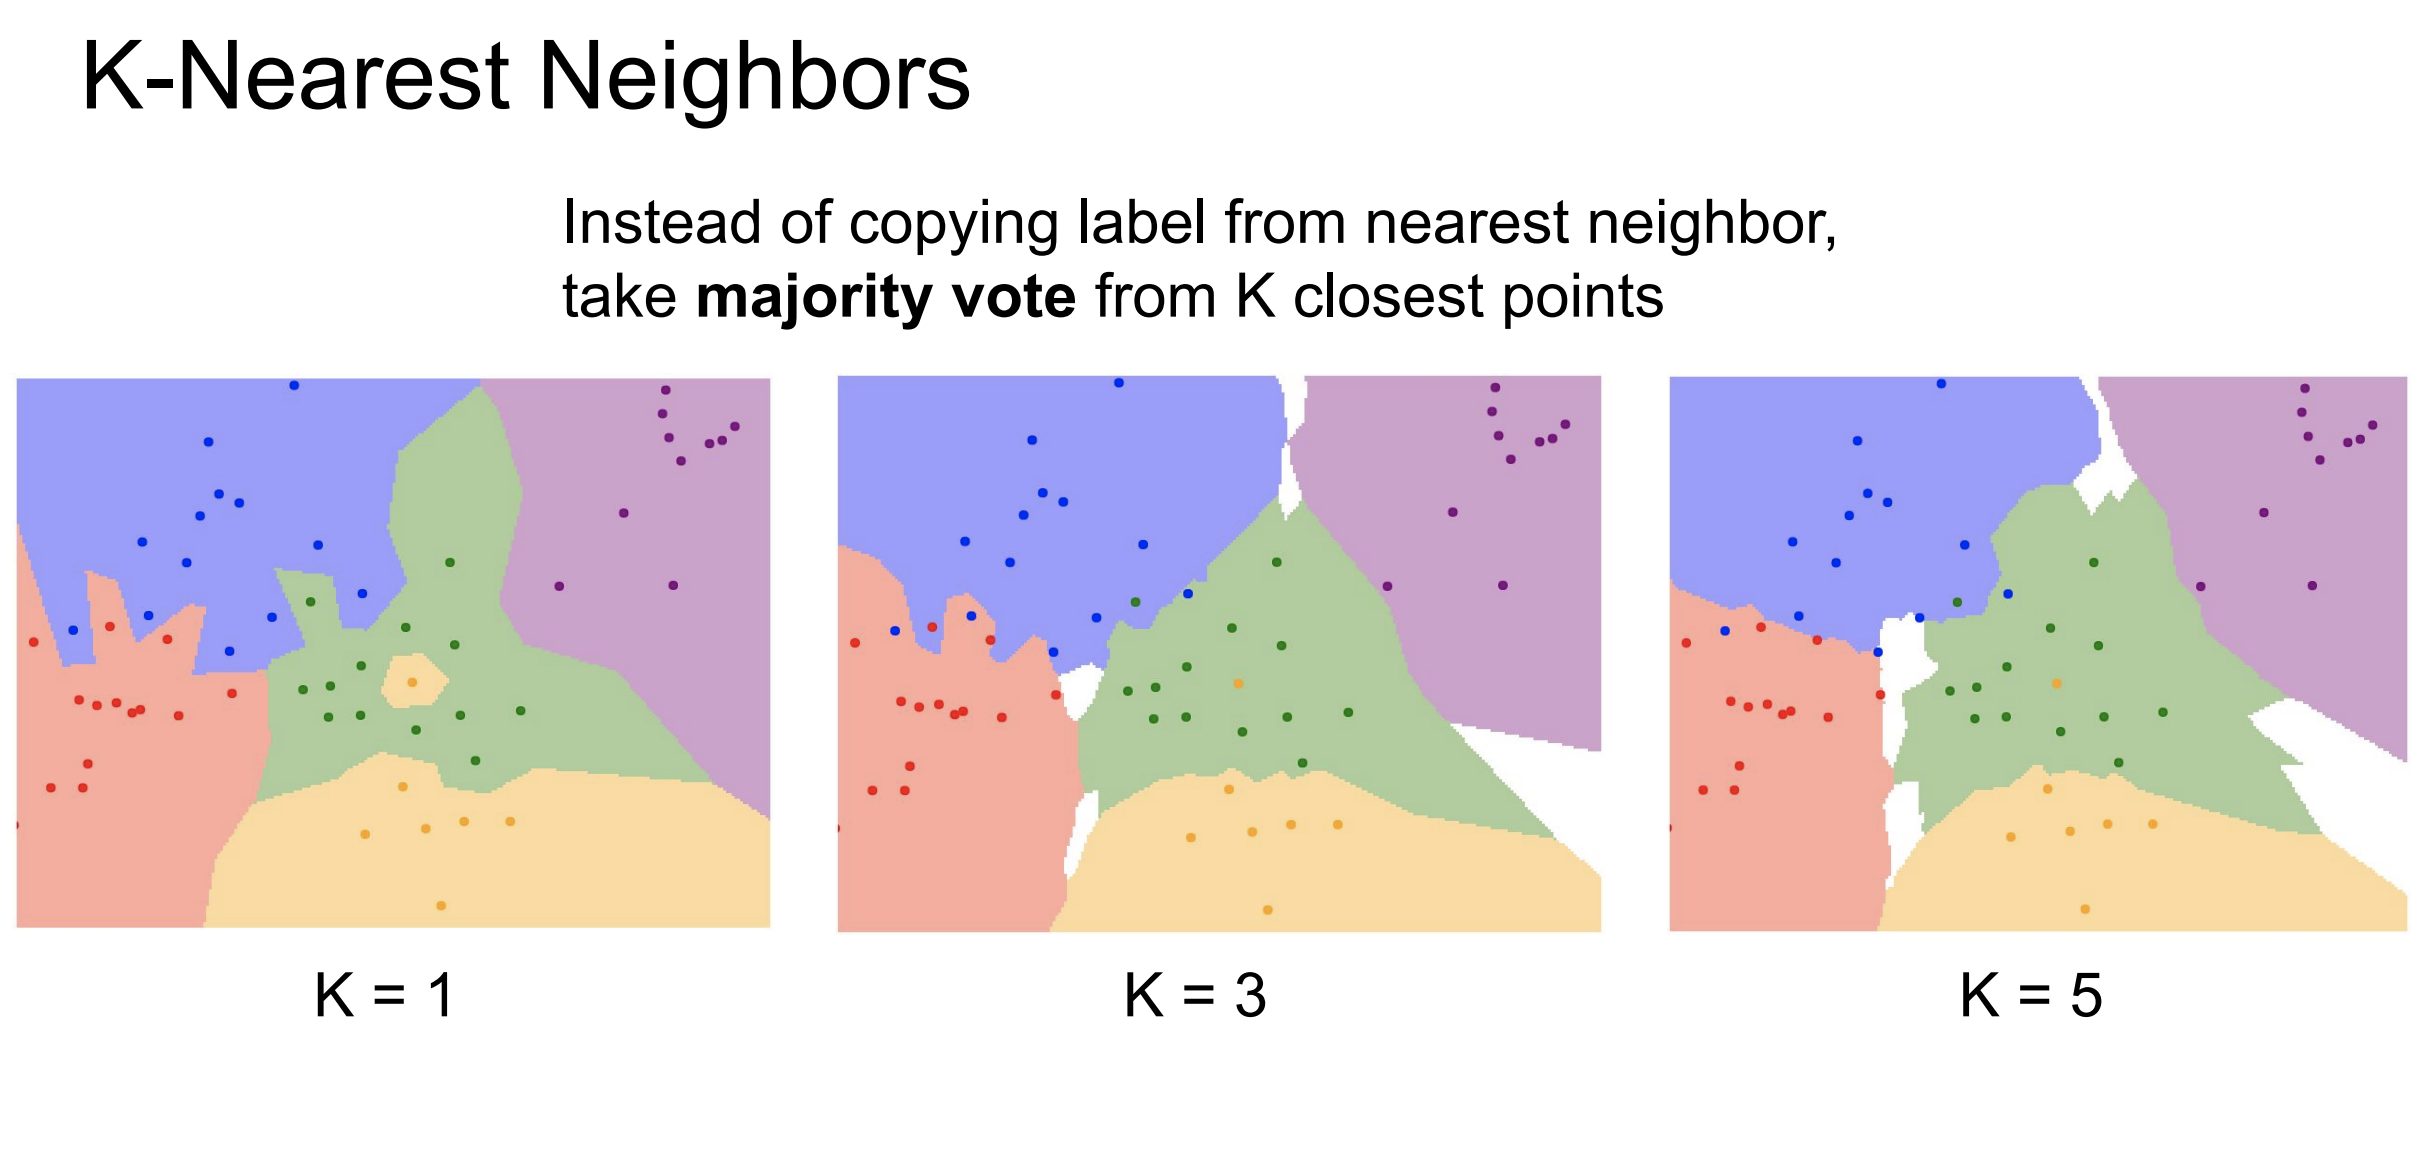 K-Nearest Neighbors
Instead of copying label from nearest neighbor,
take majority vote from K closest points
K = 1
K = 3
K = 5